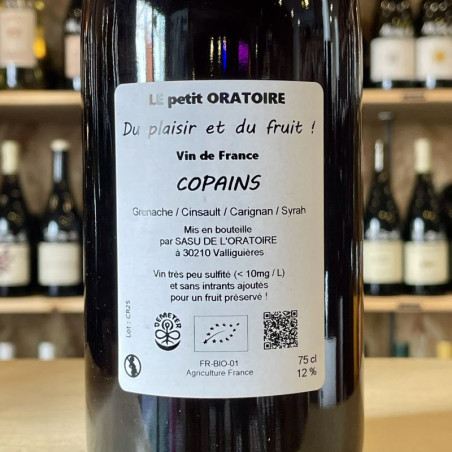 LE petit ORATOIRE
Du plaisir et du fruit !
Vin de France
COPAINS
Grenache / Cinsault / Carignan / Syrah
Mis en bouteille
par SASU DE L'ORATOIRE
à 30210 Valliguières
Vin très peu sulfité (< 10mg / L)
et sans intrants ajoutés
pour un fruit préservé !
Lot : CR25
DEMETER
FR-BIO-01
Agriculture France
75 cl
12 %